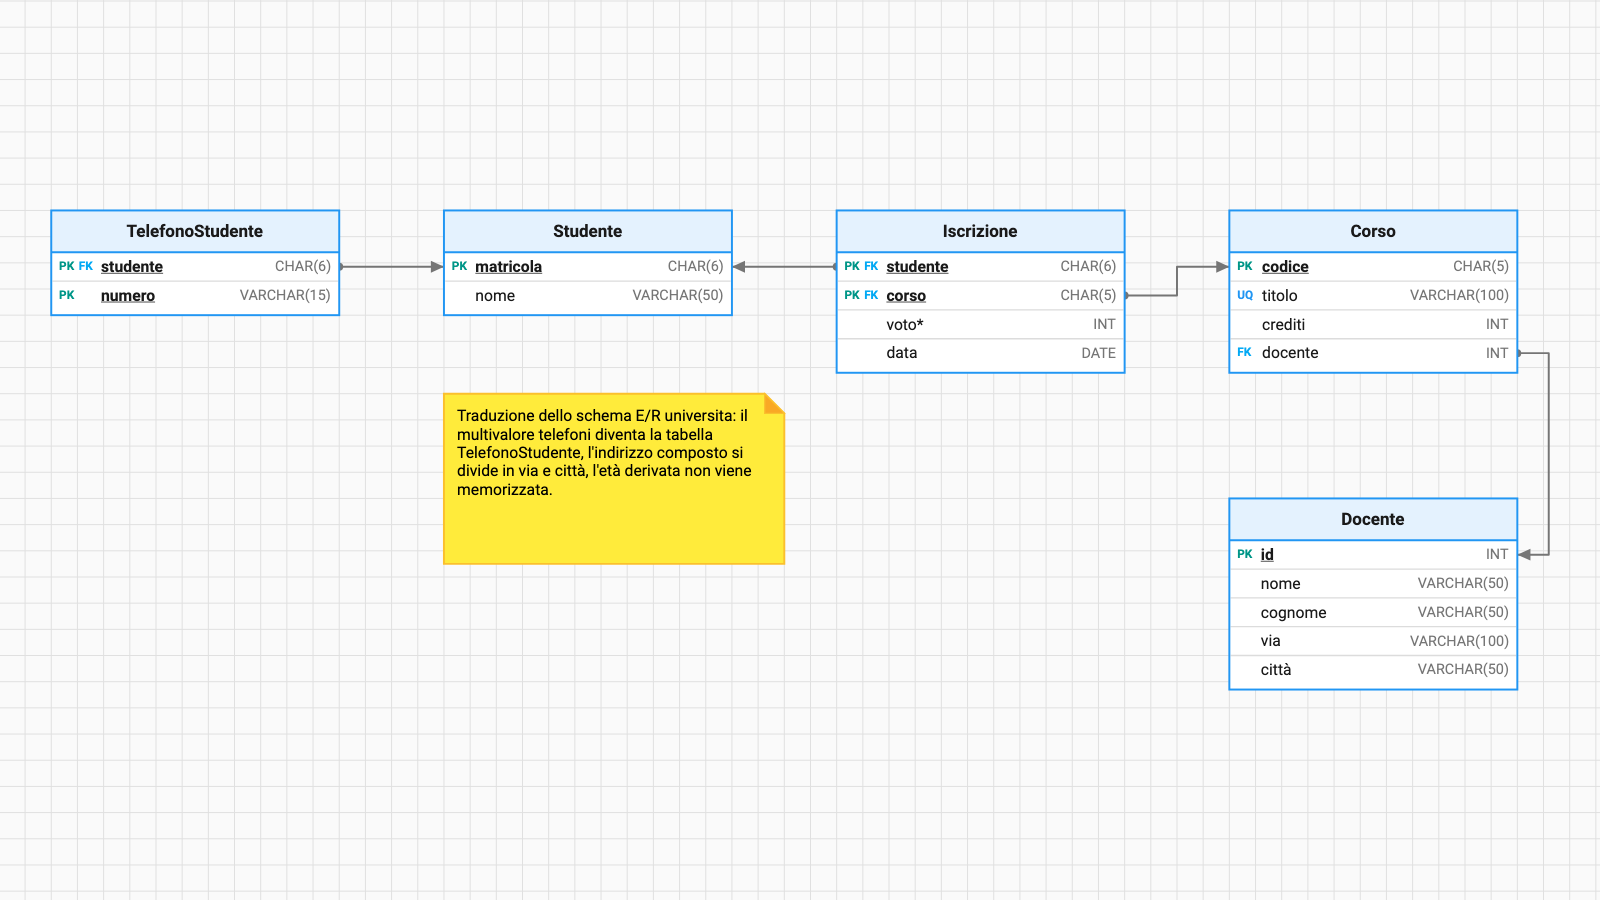 TelefonoStudente
PK FK studente CHAR(6)
PK numero VARCHAR(15)
Studente
PK matricola CHAR(6)
nome VARCHAR(50)
Iscrizione
PK FK studente CHAR(6)
PK FK corso CHAR(5)
voto* INT
data DATE
Corso
PK codice CHAR(5)
UQ titolo VARCHAR(100)
crediti INT
FK docente INT
Traduzione dello schema E/R universita: il
multivalore telefoni diventa la tabella
TelefonoStudente, l'indirizzo composto si
divide in via e città, l'età derivata non viene
memorizzata.
Docente
PK id INT
nome VARCHAR(50)
cognome VARCHAR(50)
via VARCHAR(100)
città VARCHAR(50)